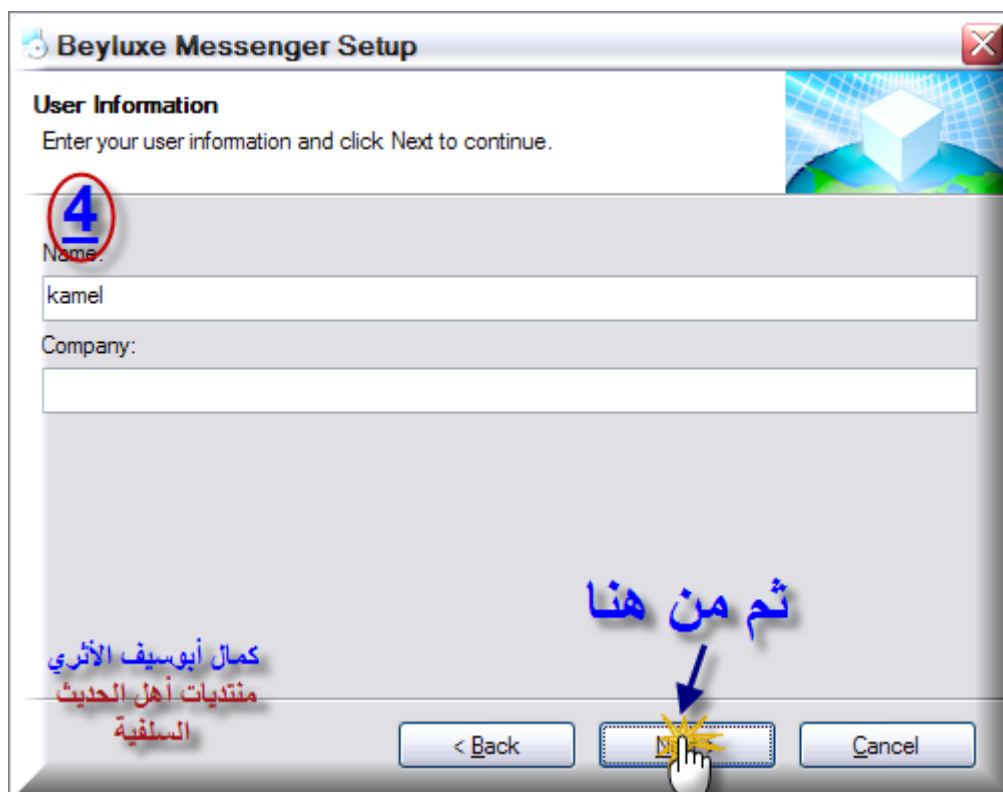 Beyluxe Messenger Setup
User Information
Enter your user information and click Next to continue.
4
Name:
kamel
Company:
ثم من هنا
كمال أبوسيف الأثري
منتديات أهل الحديث
السلفية
< Back
Cancel